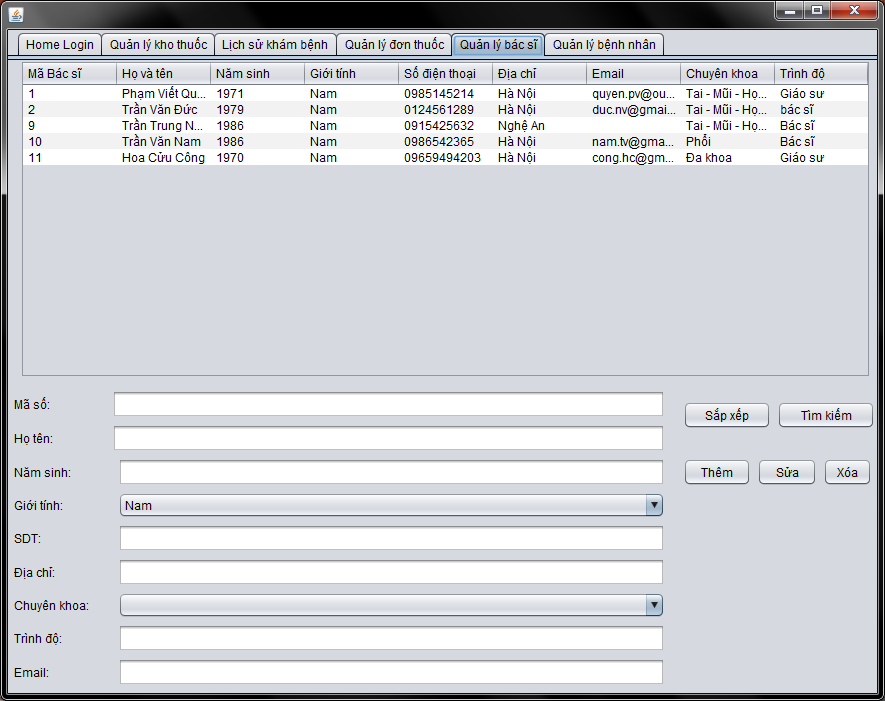 Home Login Quản lý kho thuốc Lịch sử khám bệnh Quản lý đơn thuốc Quản lý bác sĩ Quản lý bệnh nhân
Mã Bác sĩ Họ và tên Năm sinh Giới tính Số điện thoại Địa chỉ Email Chuyên khoa Trình độ
1 Phạm Viết Qu... 1971 Nam 0985145214 Hà Nội quyen.pv@ou... Tai - Mũi - Họ... Giáo sư
2 Trần Văn Đức 1979 Nam 0124561289 Hà Nội duc.nv@gmai... Tai - Mũi - Họ... bác sĩ
9 Trần Trung N... 1986 Nam 0915425632 Nghệ An Tai - Mũi - Họ... Bác sĩ
10 Trần Văn Nam 1986 Nam 0986542365 Hà Nội nam.tv@gma... Phổi Bác sĩ
11 Hoa Cửu Công 1970 Nam 09659494203 Hà Nội cong.hc@gm... Đa khoa Giáo sư
Mã số:
Sắp xếp Tìm kiếm
Họ tên:
Năm sinh:
Thêm Sửa Xóa
Giới tính: Nam
SDT:
Địa chỉ:
Chuyên khoa:
Trình độ:
Email: